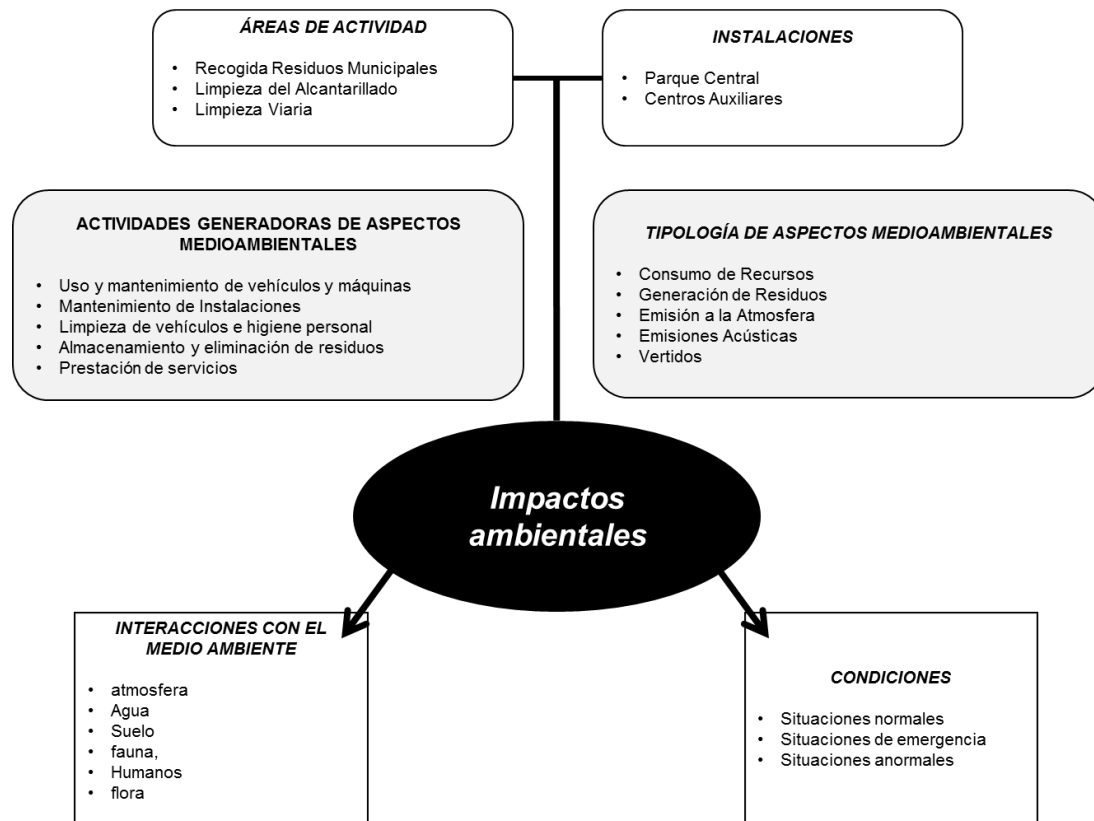 ÁREAS DE ACTIVIDAD
• Recogida Residuos Municipales
• Limpieza del Alcantarillado
• Limpieza Viaria
INSTALACIONES
• Parque Central
• Centros Auxiliares
ACTIVIDADES GENERADORAS DE ASPECTOS
MEDIOAMBIENTALES
• Uso y mantenimiento de vehículos y máquinas
• Mantenimiento de Instalaciones
• Limpieza de vehículos e higiene personal
• Almacenamiento y eliminación de residuos
• Prestación de servicios
TIPOLOGÍA DE ASPECTOS MEDIOAMBIENTALES
• Consumo de Recursos
• Generación de Residuos
• Emisión a la Atmosfera
• Emisiones Acústicas
• Vertidos
Impactos
ambientales
INTERACCIONES CON EL
MEDIO AMBIENTE
• atmosfera
• Agua
• Suelo
• fauna,
• Humanos
• flora
CONDICIONES
• Situaciones normales
• Situaciones de emergencia
• Situaciones anormales